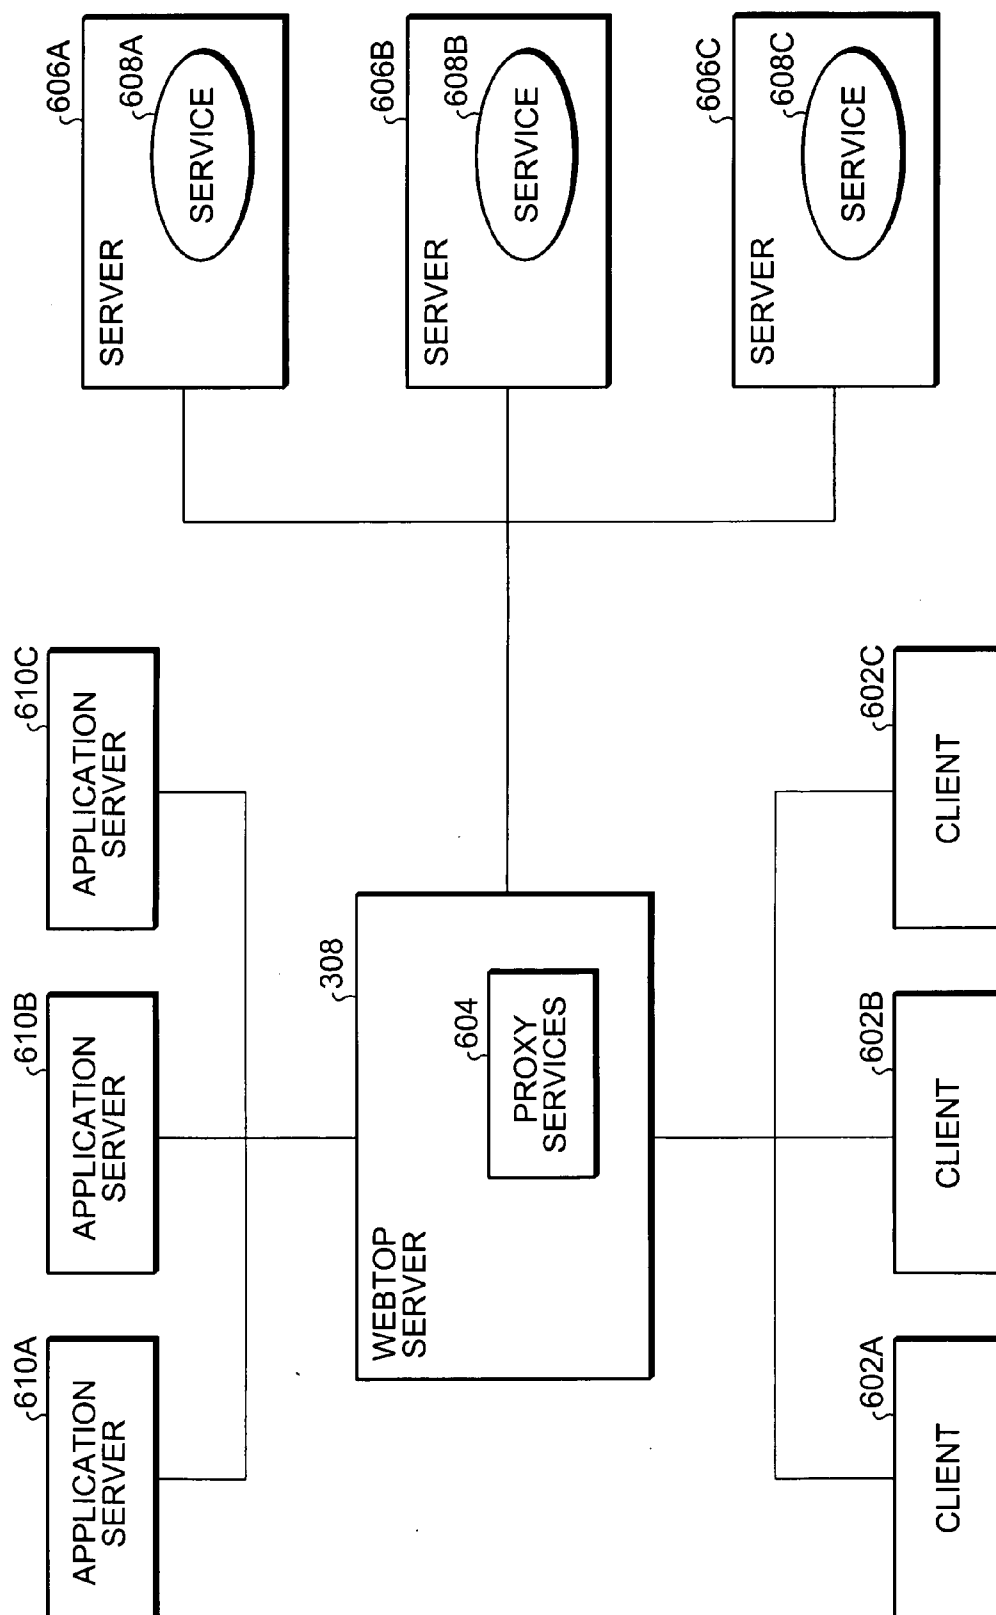 610A
APPLICATION
SERVER
610B
APPLICATION
SERVER
610C
APPLICATION
SERVER
308
WEBTOP
SERVER
604
PROXY
SERVICES
602A
CLIENT
602B
CLIENT
602C
CLIENT
606A
SERVER
608A
SERVICE
606B
SERVER
608B
SERVICE
606C
SERVER
608C
SERVICE